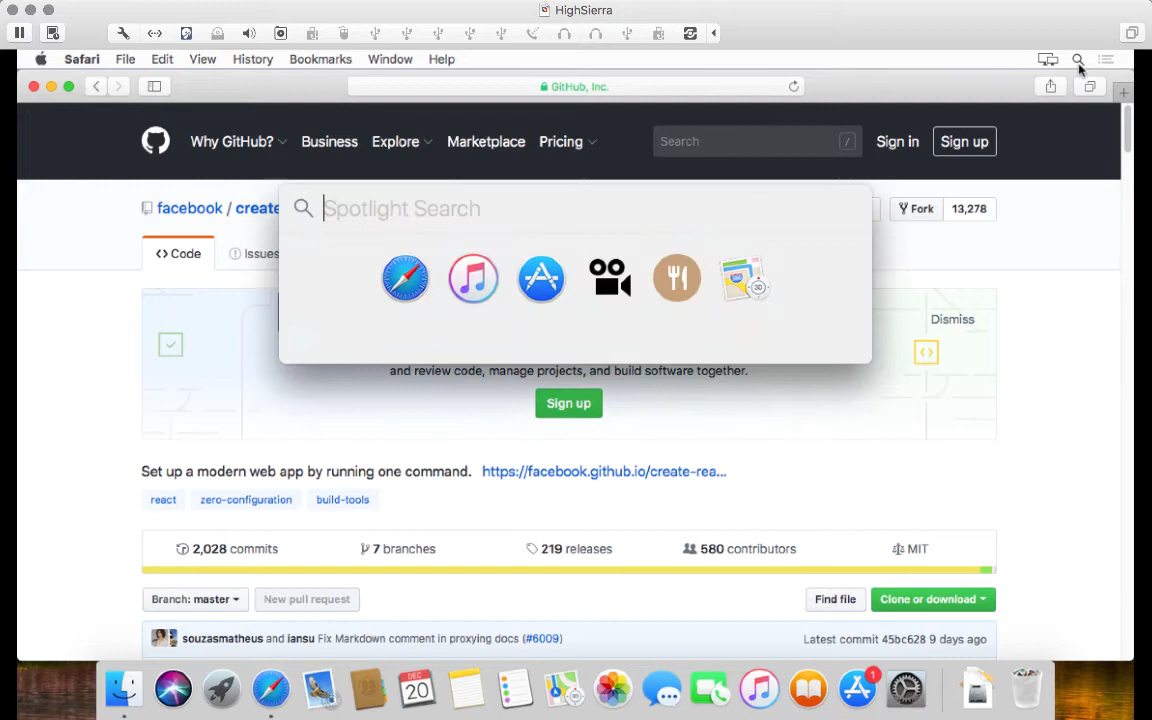 HighSierra
Safari File Edit View History Bookmarks Window Help
GitHub, Inc.
Why GitHub? Business Explore Marketplace Pricing Search / Sign in Sign up
facebook / create
Fork 13,278
Spotlight Search
Code Issues
3D
Dismiss
and review code, manage projects, and build software together.
Sign up
Set up a modern web app by running one command. https://facebook.github.io/create-rea...
react zero-configuration build-tools
2,028 commits 7 branches 219 releases 580 contributors MIT
Branch: master New pull request Find file Clone or download
souzasmatheus and iansu Fix Markdown comment in proxying docs (#6009) Latest commit 45bc628 9 days ago
DEC
20
1